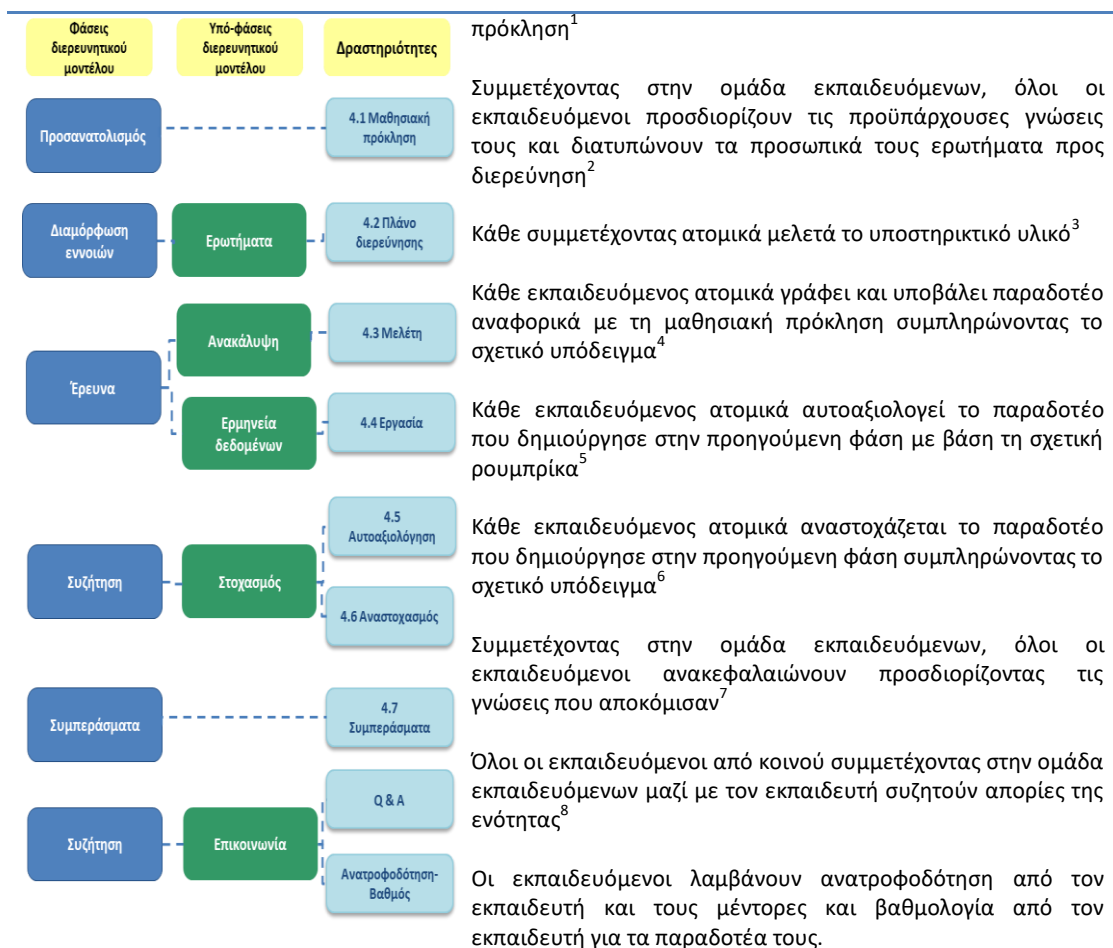 Φάσεις
διερευνητικού
μοντέλου
Υπό-φάσεις
διερευνητικού
μοντέλου
Δραστηριότητες
Προσανατολισμός
4.1 Μαθησιακή
πρόκληση
Διαμόρφωση
εννοιών
Ερωτήματα
4.2 Πλάνο
διερεύνησης
Έρευνα
Ανακάλυψη
4.3 Μελέτη
Ερμηνεία
δεδομένων
4.4 Εργασία
Συζήτηση
Στοχασμός
4.5
Αυτοαξιολόγηση
4.6 Αναστοχασμός
Συμπεράσματα
4.7
Συμπεράσματα
Συζήτηση
Επικοινωνία
Q & A
Ανατροφοδότηση-
Βαθμός
πρόκληση¹
Συμμετέχοντας στην ομάδα εκπαιδευόμενων, όλοι οι
εκπαιδευόμενοι προσδιορίζουν τις προϋπάρχουσες γνώσεις
τους και διατυπώνουν τα προσωπικά τους ερωτήματα προς
διερεύνηση²
Κάθε συμμετέχοντας ατομικά μελετά το υποστηρικτικό υλικό³
Κάθε εκπαιδευόμενος ατομικά γράφει και υποβάλει παραδοτέο
αναφορικά με τη μαθησιακή πρόκληση συμπληρώνοντας το
σχετικό υπόδειγμα⁴
Κάθε εκπαιδευόμενος ατομικά αυτοαξιολογεί το παραδοτέο
που δημιούργησε στην προηγούμενη φάση με βάση τη σχετική
ρουμπρίκα⁵
Κάθε εκπαιδευόμενος ατομικά αναστοχάζεται το παραδοτέο
που δημιούργησε στην προηγούμενη φάση συμπληρώνοντας το
σχετικό υπόδειγμα⁶
Συμμετέχοντας στην ομάδα εκπαιδευόμενων, όλοι οι
εκπαιδευόμενοι ανακεφαλαιώνουν προσδιορίζοντας τις
γνώσεις που αποκόμισαν⁷
Όλοι οι εκπαιδευόμενοι από κοινού συμμετέχοντας στην ομάδα
εκπαιδευόμενων μαζί με τον εκπαιδευτή συζητούν απορίες της
ενότητας⁸
Οι εκπαιδευόμενοι λαμβάνουν ανατροφοδότηση από τον
εκπαιδευτή και τους μέντορες και βαθμολογία από τον
εκπαιδευτή για τα παραδοτέα τους.